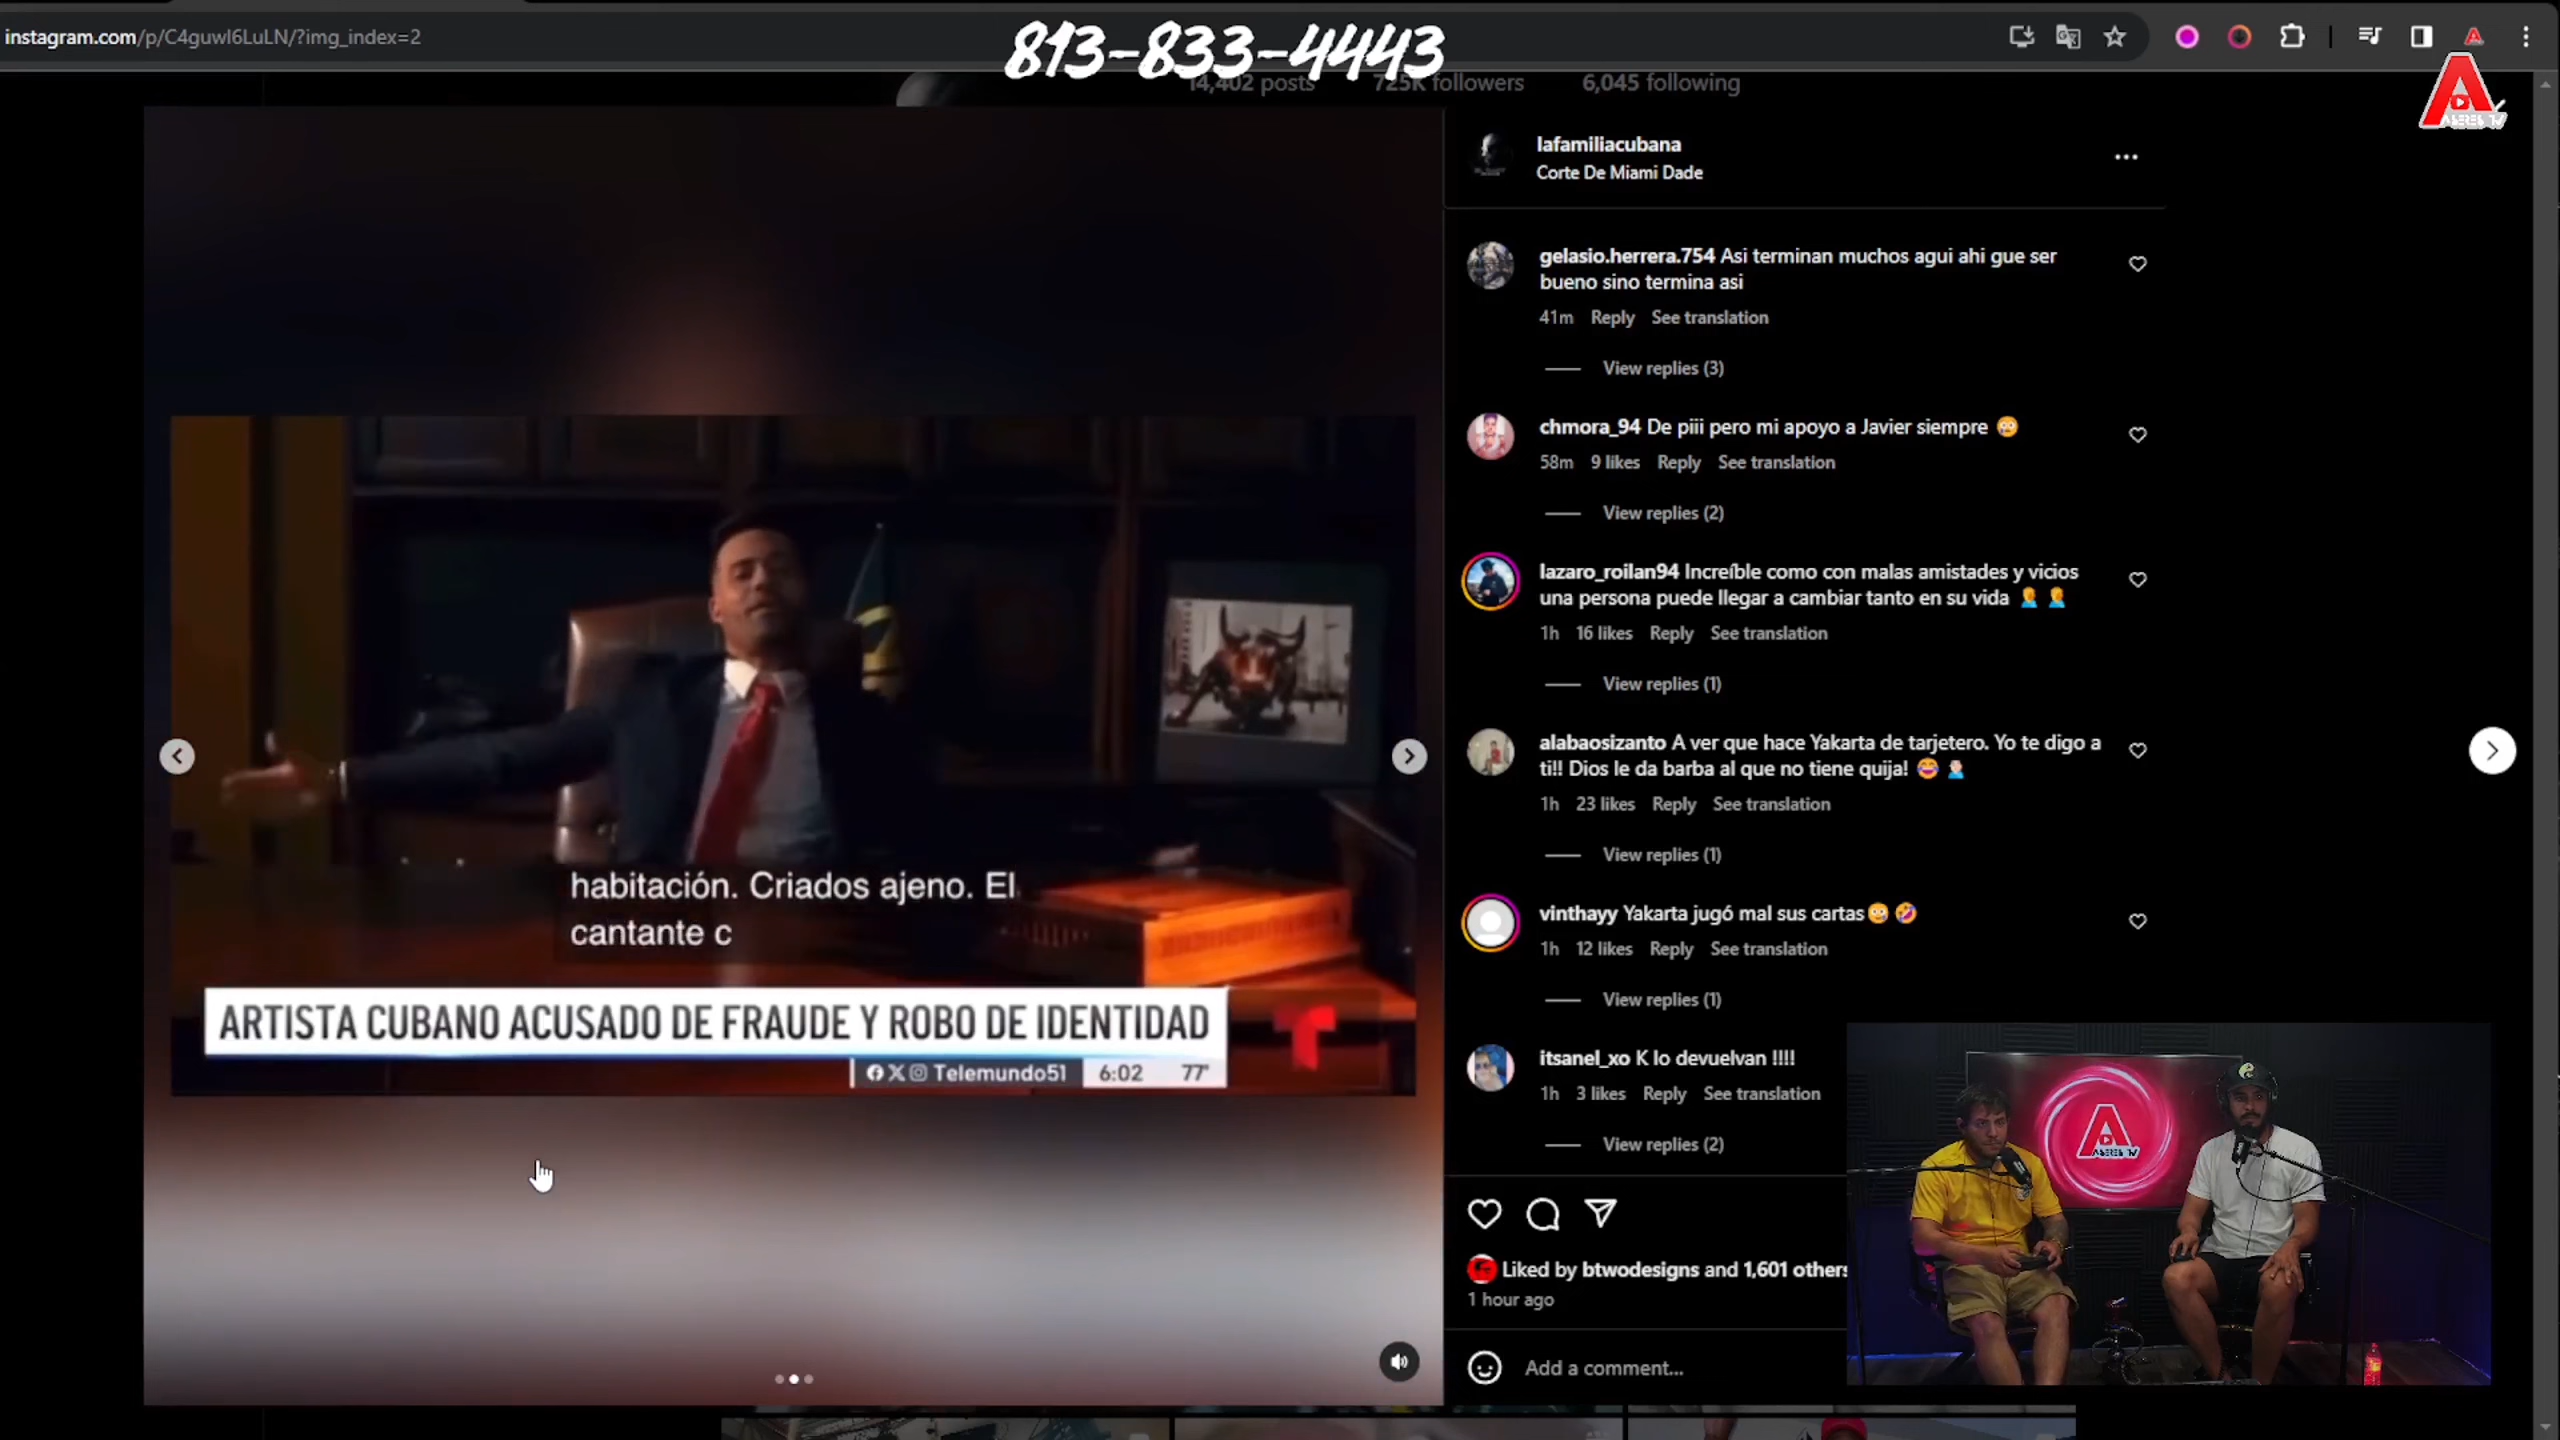 instagram.com/p/C4guwI6LuLN/?img_index=2
813-833-4443
14,402 posts 725K followers 6,045 following
ASERES TV
lafamiliacubana
Corte De Miami Dade
gelasio.herrera.754 Asi terminan muchos agui ahi gue ser
bueno sino termina asi
41m Reply See translation
View replies (3)
chmora_94 De piii pero mi apoyo a Javier siempre 😳
58m 9 likes Reply See translation
View replies (2)
lazaro_roilan94 Increíble como con malas amistades y vicios
una persona puede llegar a cambiar tanto en su vida
1h 16 likes Reply See translation
View replies (1)
alabaosizanto A ver que hace Yakarta de tarjetero. Yo te digo a
ti!! Dios le da barba al que no tiene quija! 😂
1h 23 likes Reply See translation
View replies (1)
vinthayy Yakarta jugó mal sus cartas😳 🤣
1h 12 likes Reply See translation
View replies (1)
itsanel_xo K lo devuelvan !!!!
1h 3 likes Reply See translation
View replies (2)
Liked by btwodesigns and 1,601 others
1 hour ago
Add a comment...
habitación. Criados ajeno. El
cantante c
ARTISTA CUBANO ACUSADO DE FRAUDE Y ROBO DE IDENTIDAD
Telemundo51 6:02 77°
ASERES TV